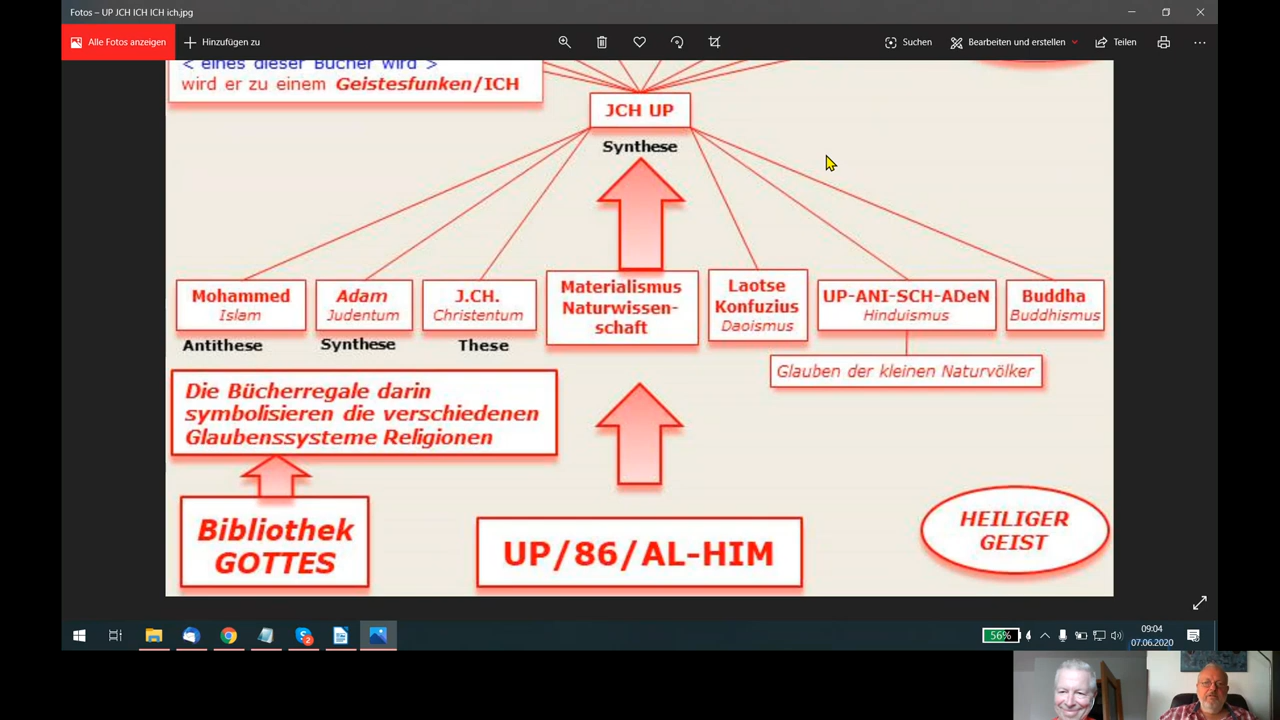 Fotos – UP JCH ICH ICH ich.jpg
Alle Fotos anzeigen
Hinzufügen zu
Suchen
Bearbeiten und erstellen
Teilen
< eines dieser Bücher wird >
wird er zu einem Geistesfunken/ICH
JCH UP
Synthese
Mohammed
Islam
Adam
Judentum
J.CH.
Christentum
Materialismus
Naturwissen-
schaft
Laotse
Konfuzius
Daoismus
UP-ANI-SCH-ADeN
Hinduismus
Buddha
Buddhismus
Antithese
Synthese
These
Glauben der kleinen Naturvölker
Die Bücherregale darin
symbolisieren die verschiedenen
Glaubenssysteme Religionen
Bibliothek
GOTTES
UP/86/AL-HIM
HEILIGER
GEIST
2
56%
09:04
07.06.2020